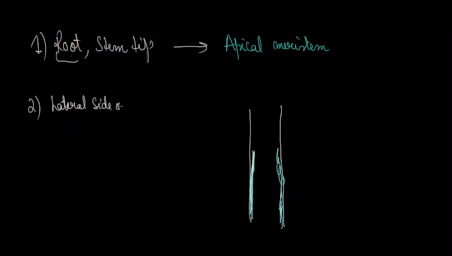 1) Root, Stem tip → Apical meristem
2) Lateral side